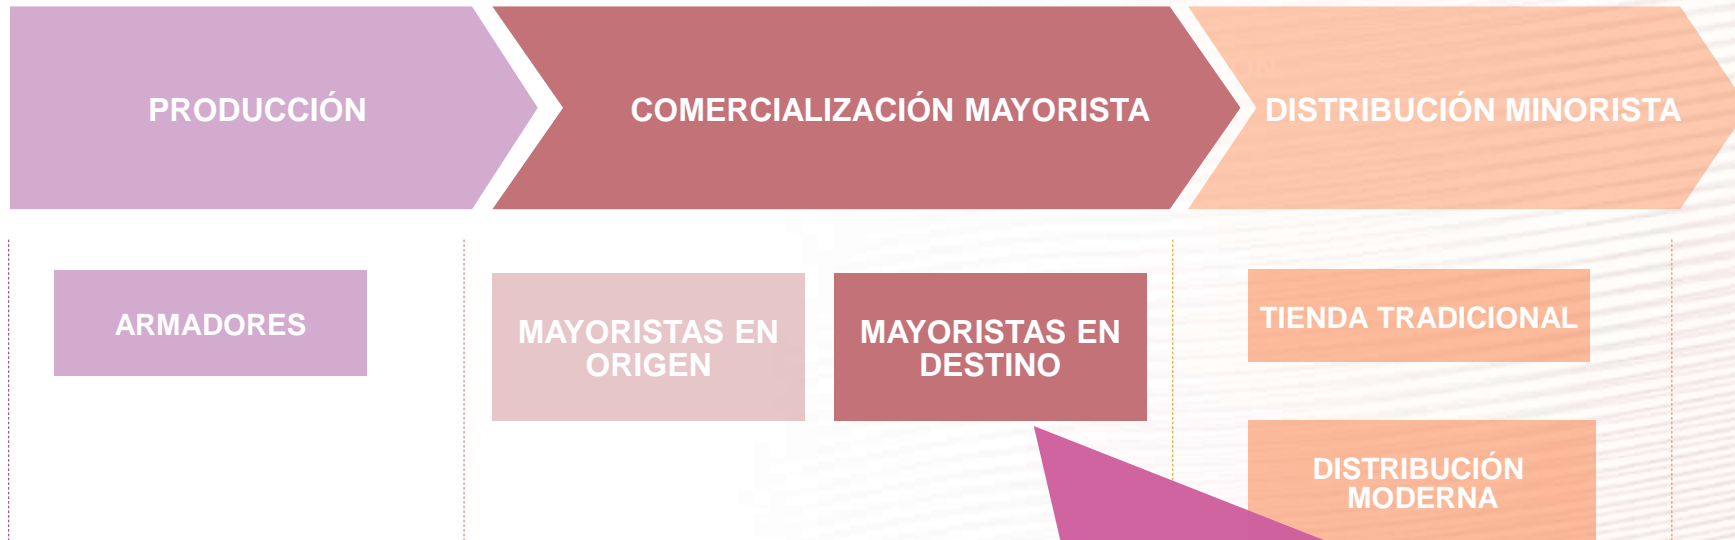 PRODUCCIÓN
COMERCIALIZACIÓN MAYORISTA
DISTRIBUCIÓN MINORISTA
ARMADORES
MAYORISTAS EN
ORIGEN
MAYORISTAS EN
DESTINO
TIENDA TRADICIONAL
DISTRIBUCIÓN
MODERNA